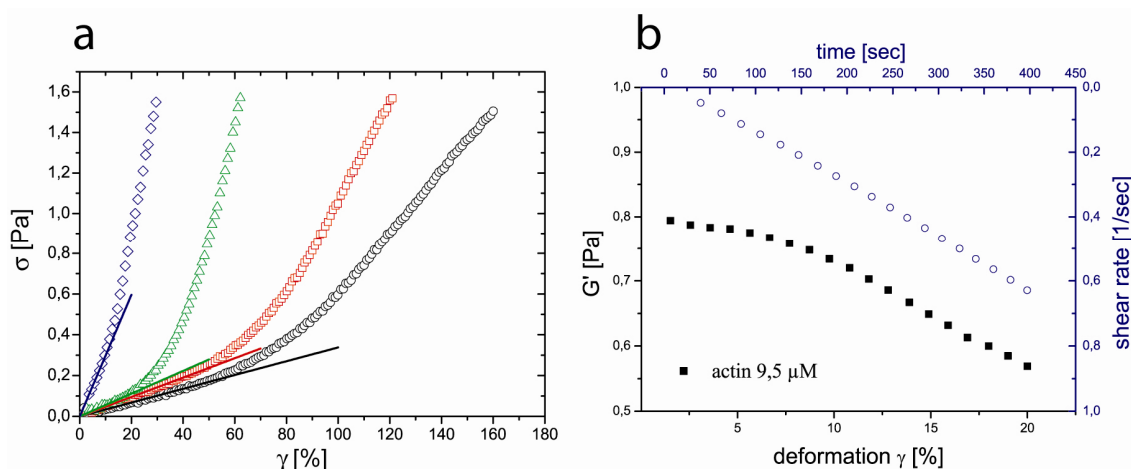 a
σ [Pa]
1,6
1,4
1,2
1,0
0,8
0,6
0,4
0,2
0,0
0 20 40 60 80 100 120 140 160 180
γ [%]
b
time [sec]
0 50 100 150 200 250 300 350 400 450
G' [Pa]
1,0
0,9
0,8
0,7
0,6
0,5
actin 9,5 µM
5 10 15 20
deformation γ [%]
0,0
0,2
0,4
0,6
0,8
1,0
shear rate [1/sec]